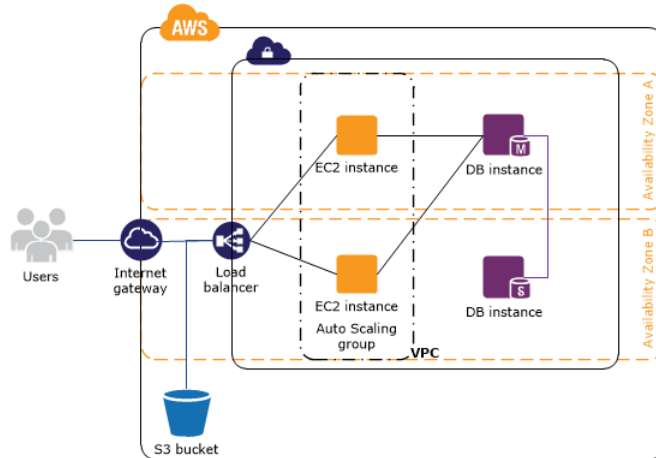 AWS
Availability Zone A
EC2 instance
M
DB instance
Users
Internet
gateway
Load
balancer
EC2 instance
S
DB instance
Availability Zone B
Auto Scaling
group
VPC
S3 bucket